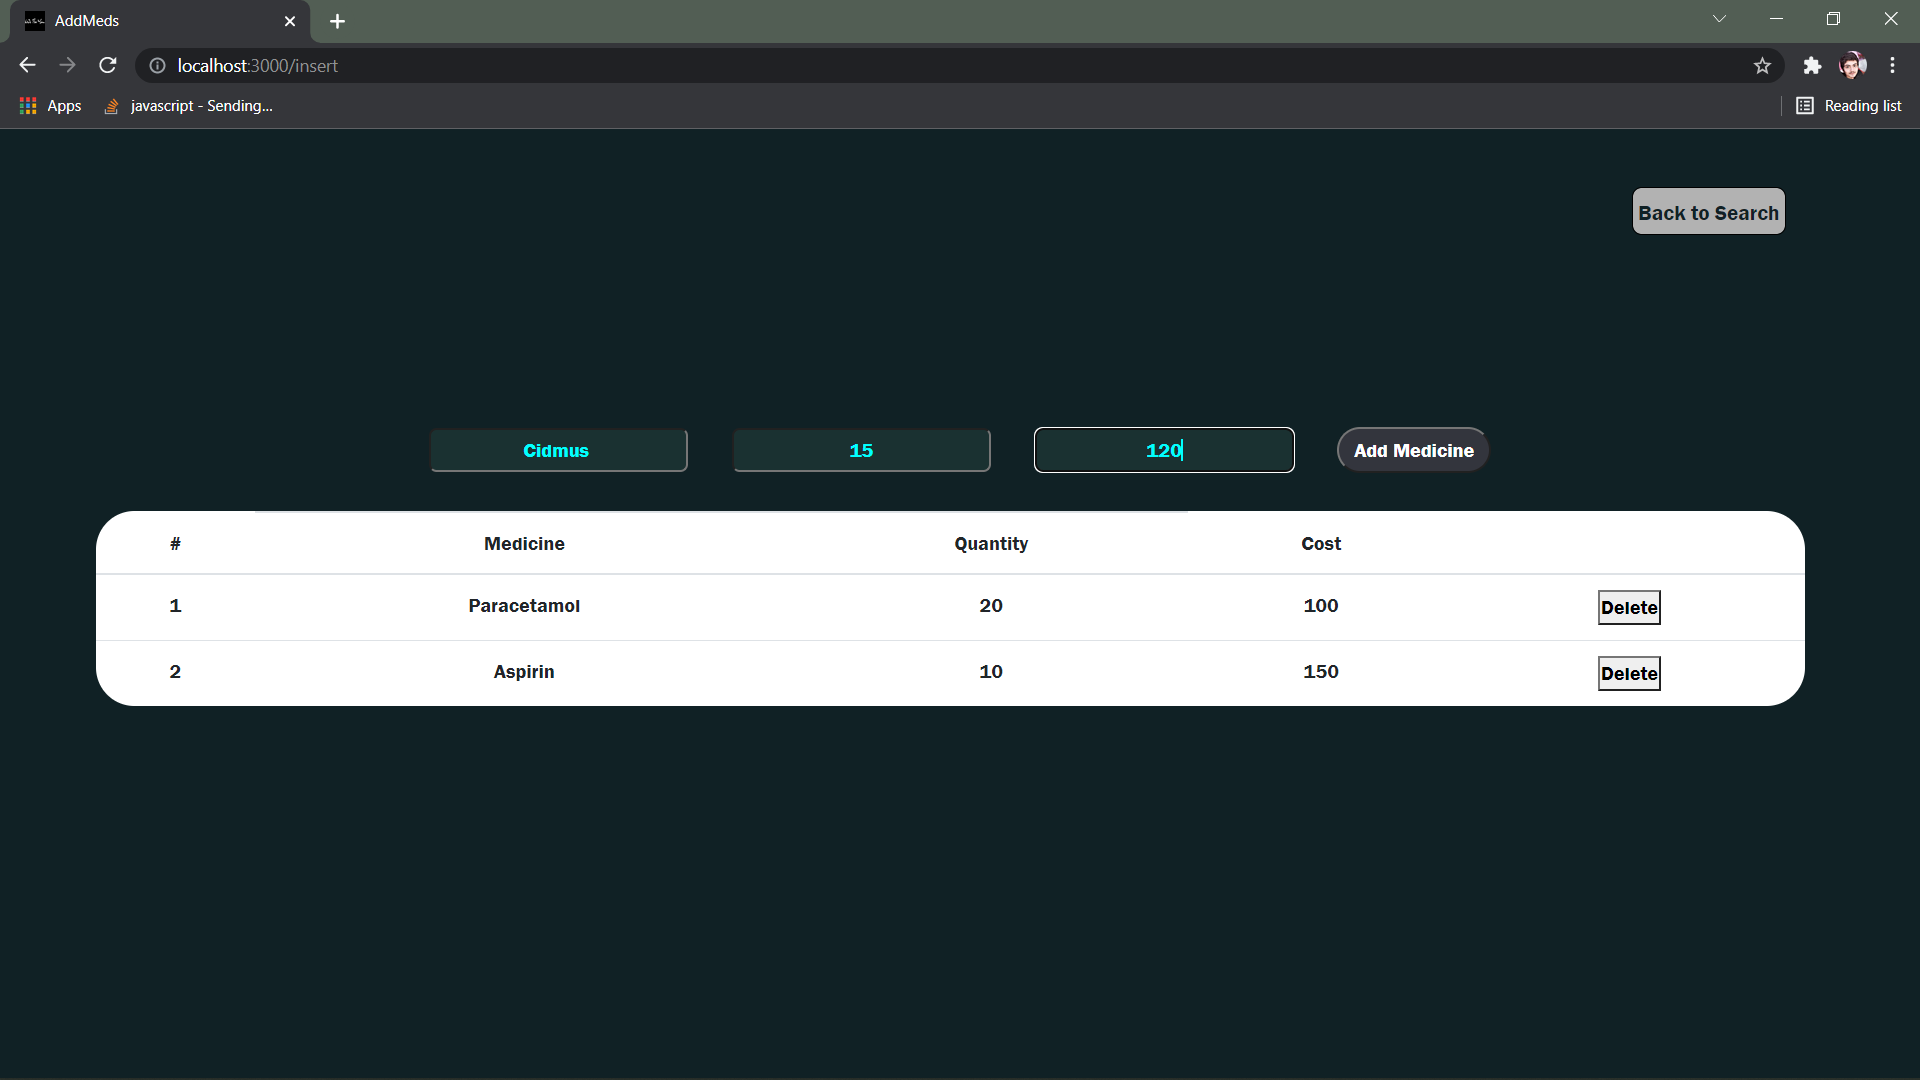 AddMeds
localhost:3000/insert
Apps javascript - Sending... Reading list
Back to Search
Cidmus 15 120 Add Medicine
# Medicine Quantity Cost
1 Paracetamol 20 100 Delete
2 Aspirin 10 150 Delete